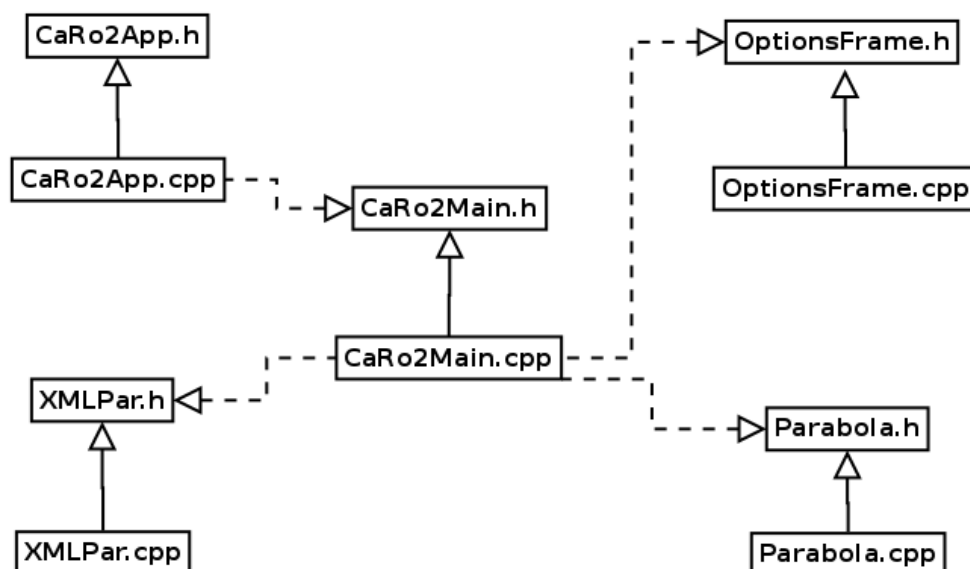 CaRo2App.h
OptionsFrame.h
CaRo2App.cpp
OptionsFrame.cpp
CaRo2Main.h
CaRo2Main.cpp
XMLPar.h
Parabola.h
XMLPar.cpp
Parabola.cpp